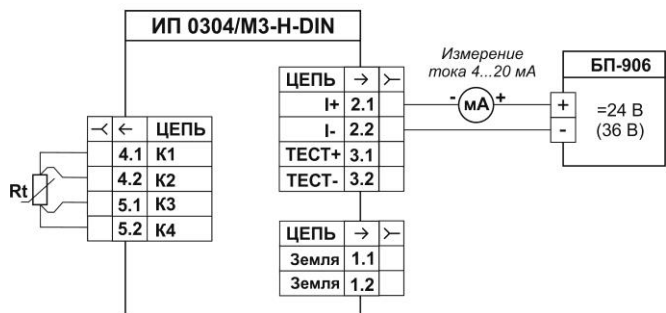 ИП 0304/М3-Н-DIN
Измерение
тока 4...20 мА
БП-906
ЦЕПЬ →
I+ 2.1 - мА + +
=24 В
(36 В)
I- 2.2 -
ТЕСТ+ 3.1
ТЕСТ- 3.2
← ЦЕПЬ
4.1 К1
4.2 К2
5.1 К3
5.2 К4
Rt
ЦЕПЬ →
Земля 1.1
Земля 1.2